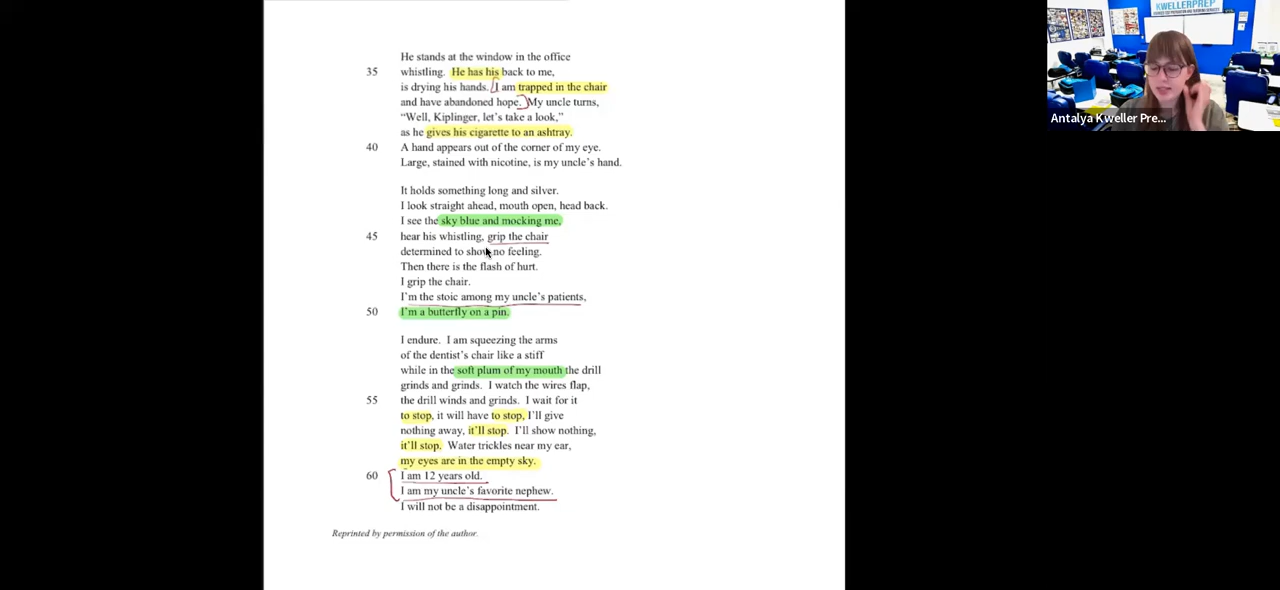 He stands at the window in the office
35 whistling. He has his back to me,
is drying his hands. I am trapped in the chair
and have abandoned hope. My uncle turns,
“Well, Kiplinger, let’s take a look,”
as he gives his cigarette to an ashtray.
40 A hand appears out of the corner of my eye.
Large, stained with nicotine, is my uncle’s hand.
It holds something long and silver.
I look straight ahead, mouth open, head back.
I see the sky blue and mocking me,
45 hear his whistling, grip the chair
determined to show no feeling.
Then there is the flash of hurt.
I grip the chair.
I’m the stoic among my uncle’s patients,
50 I’m a butterfly on a pin.
I endure. I am squeezing the arms
of the dentist’s chair like a stiff
while in the soft plum of my mouth the drill
grinds and grinds. I watch the wires flap,
55 the drill winds and grinds. I wait for it
to stop, it will have to stop, I’ll give
nothing away, it’ll stop. I’ll show nothing,
it’ll stop. Water trickles near my ear,
my eyes are in the empty sky.
60 I am 12 years old.
I am my uncle’s favorite nephew.
I will not be a disappointment.
Reprinted by permission of the author.
KWELLERPREP
Antalya Kweller Pre...